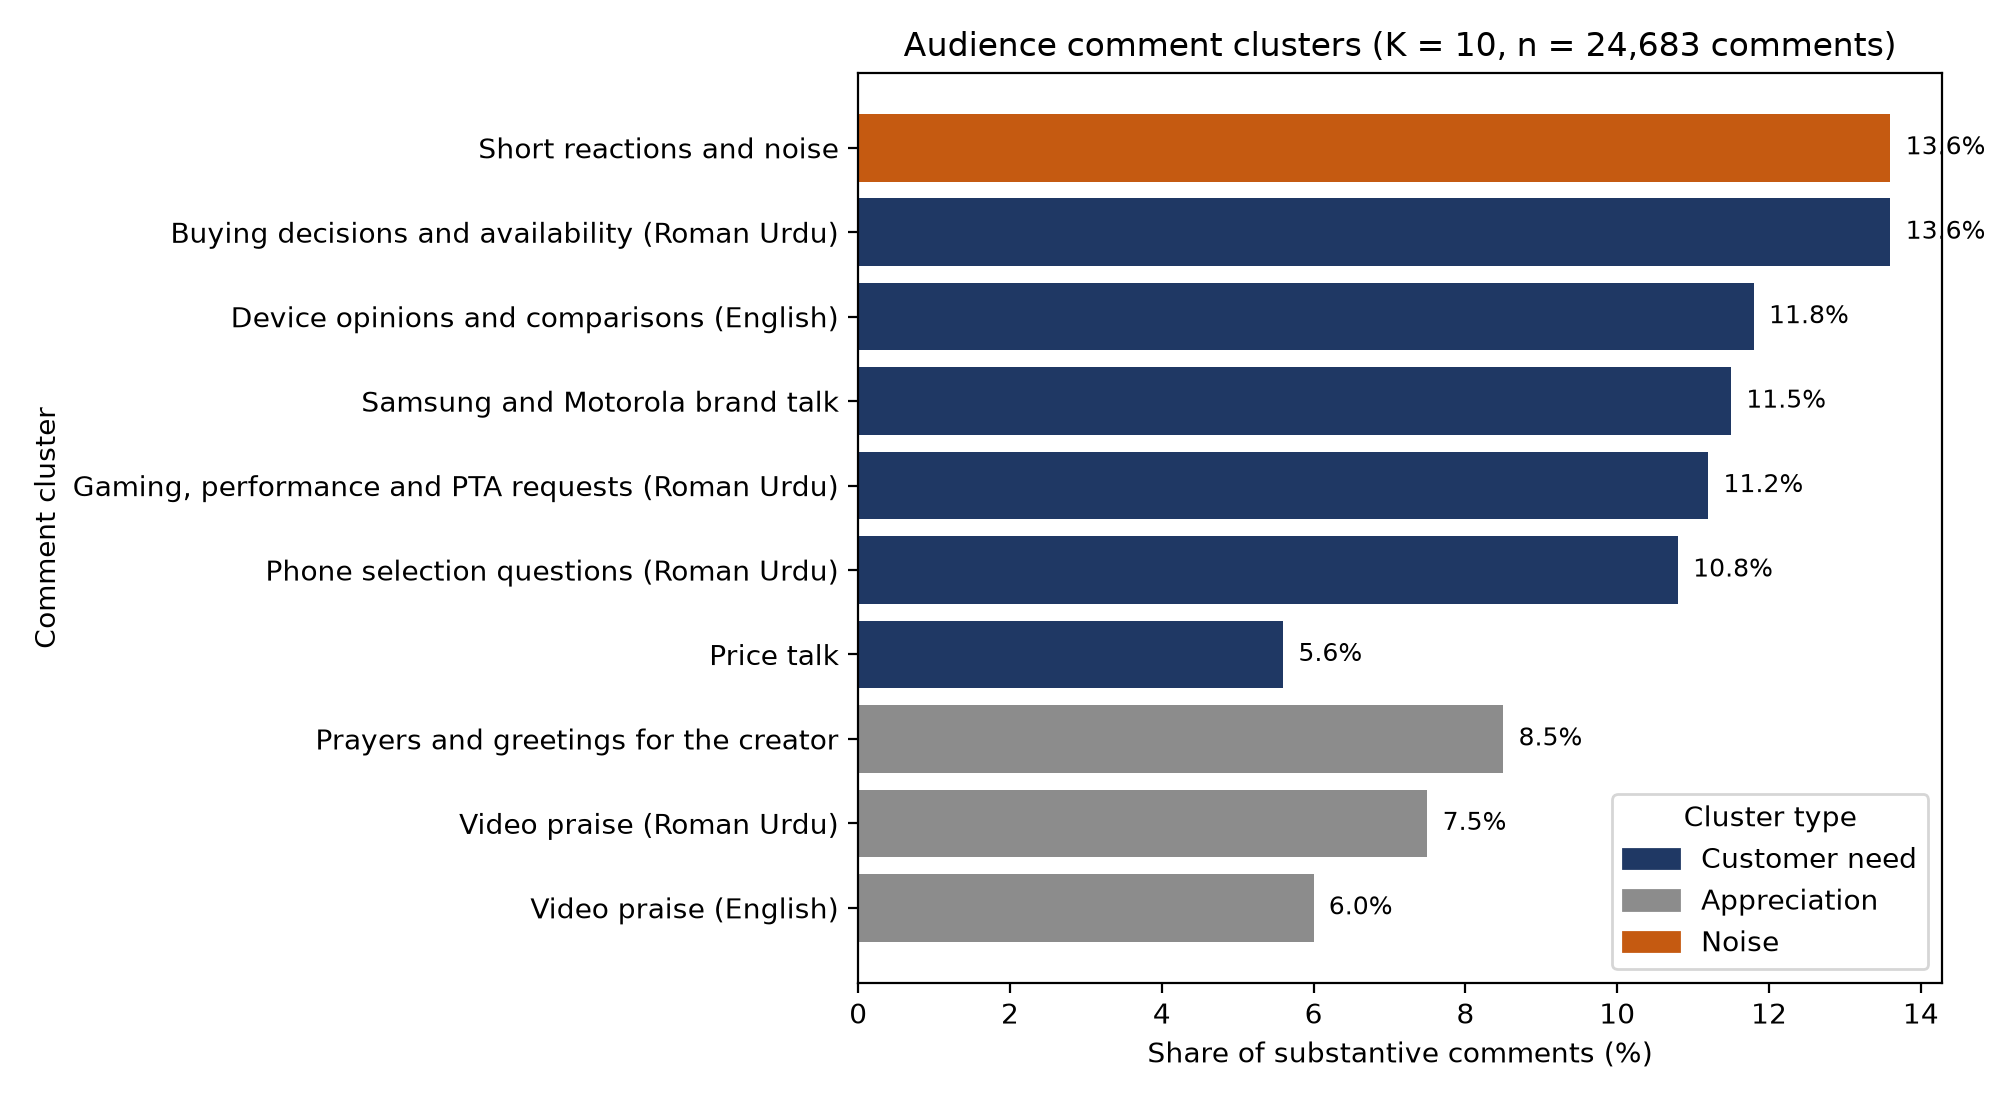 Audience comment clusters (K = 10, n = 24,683 comments)
Comment cluster
Short reactions and noise
13.6%
Buying decisions and availability (Roman Urdu)
13.6%
Device opinions and comparisons (English)
11.8%
Samsung and Motorola brand talk
11.5%
Gaming, performance and PTA requests (Roman Urdu)
11.2%
Phone selection questions (Roman Urdu)
10.8%
Price talk
5.6%
Prayers and greetings for the creator
8.5%
Video praise (Roman Urdu)
7.5%
Video praise (English)
6.0%
Cluster type
Customer need
Appreciation
Noise
0 2 4 6 8 10 12 14
Share of substantive comments (%)